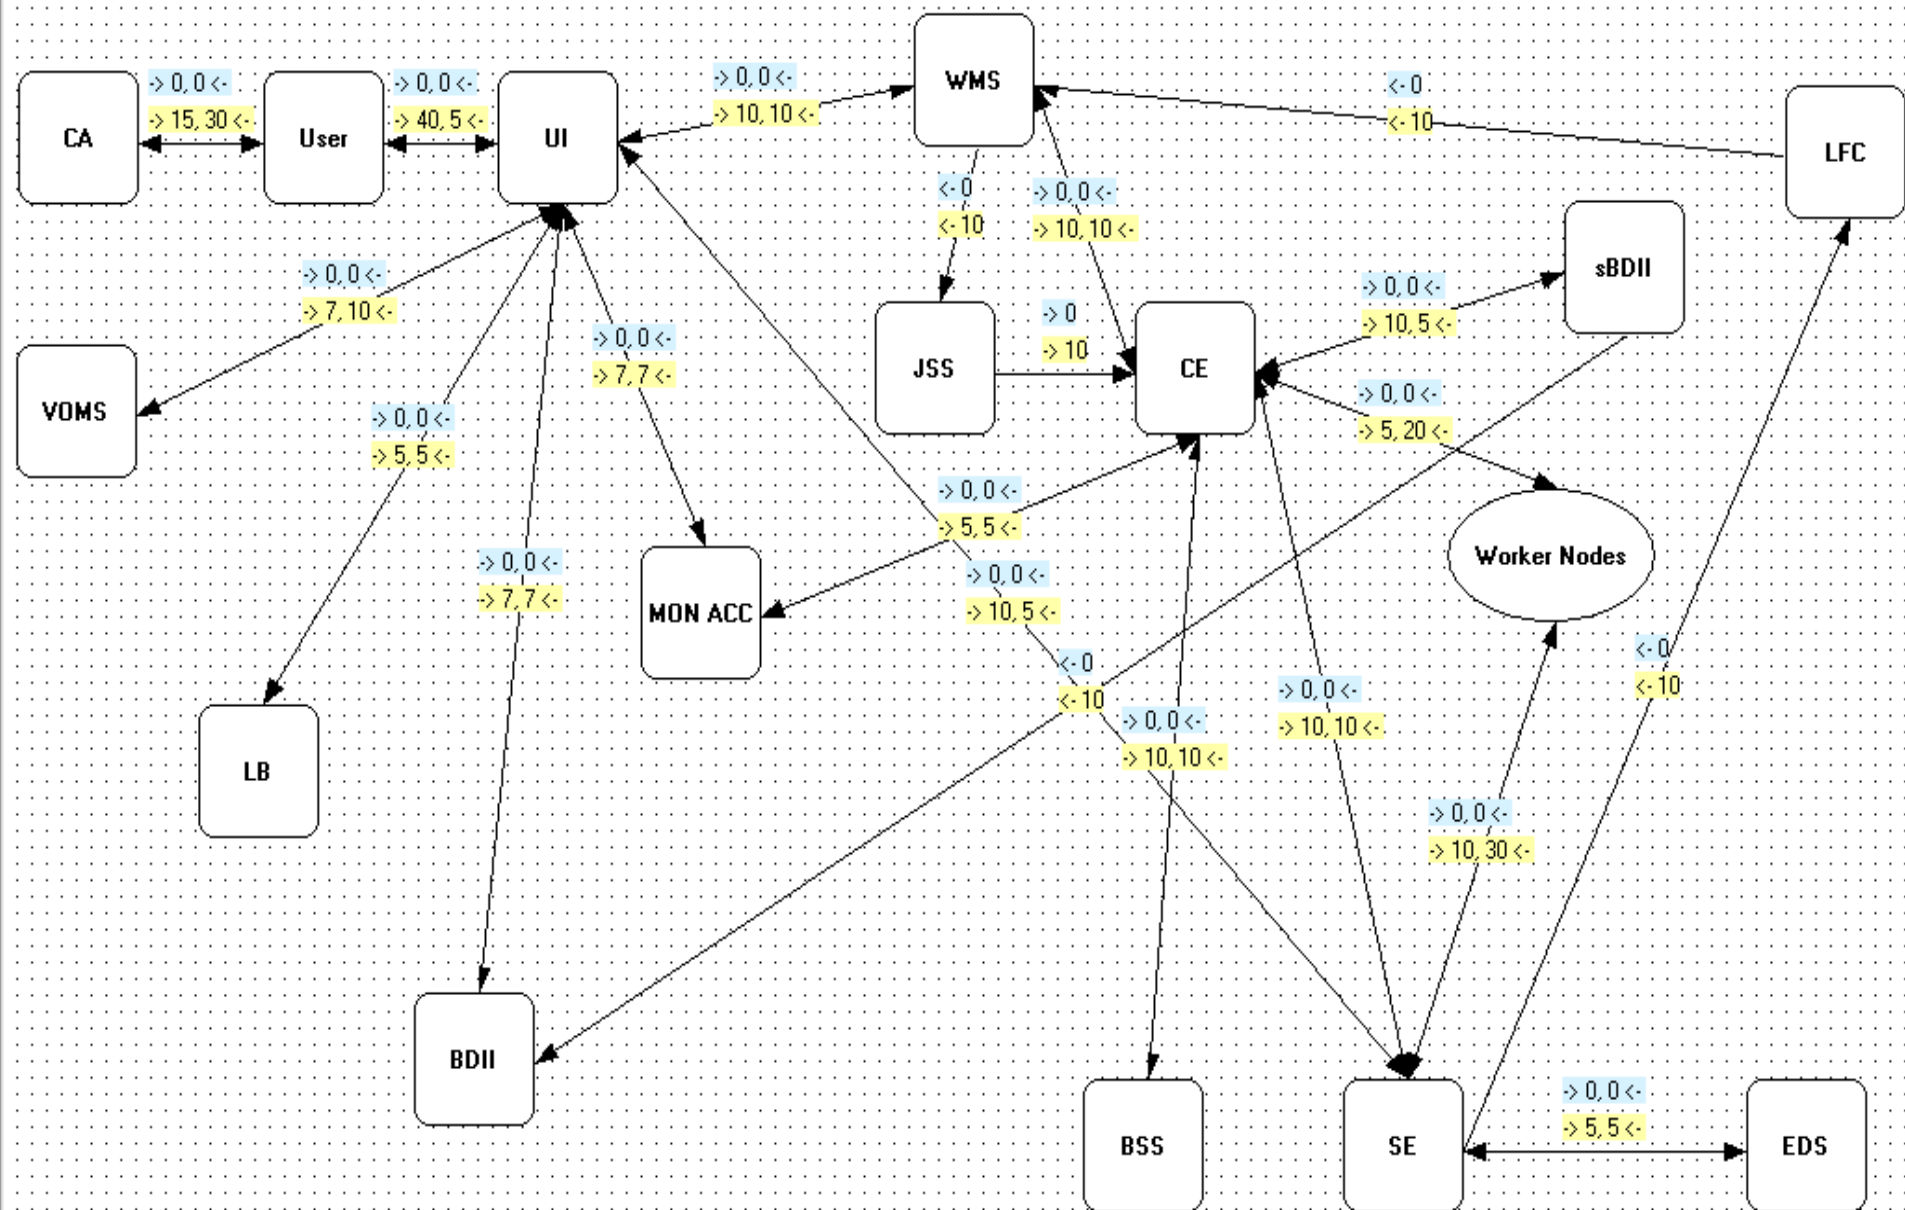 WMS
-> 0, 0 <-
-> 15, 30 <-
-> 0, 0 <-
-> 40, 5 <-
-> 0, 0 <-
-> 10, 10 <-
<- 0
<- 10
CA
User
UI
LFC
<- 0
<- 10
-> 0, 0 <-
-> 10, 10 <-
sBDII
-> 0, 0 <-
-> 7, 10 <-
-> 0, 0 <-
-> 10, 5 <-
-> 0
-> 10
-> 0, 0 <-
-> 7, 7 <-
JSS
CE
-> 0, 0 <-
-> 5, 20 <-
VOMS
-> 0, 0 <-
-> 5, 5 <-
-> 0, 0 <-
-> 5, 5 <-
Worker Nodes
-> 0, 0 <-
-> 7, 7 <-
-> 0, 0 <-
-> 10, 5 <-
MON ACC
<- 0
<- 10
<- 0
<- 10
-> 0, 0 <-
-> 10, 10 <-
-> 0, 0 <-
-> 10, 10 <-
LB
-> 0, 0 <-
-> 10, 30 <-
BDII
-> 0, 0 <-
-> 5, 5 <-
BSS
SE
EDS